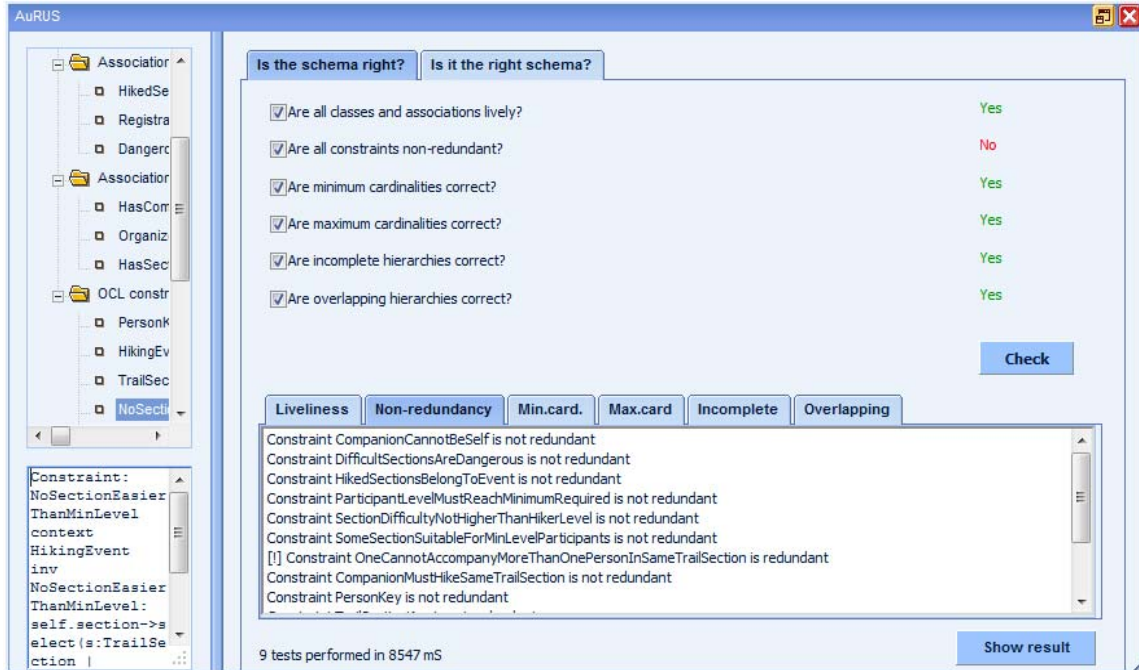 AuRUS
Association
HikedSe
Registra
Dangerc
Association
HasCom
Organiz
HasSect
OCL constr
PersonK
HikingEv
TrailSec
NoSecti
Constraint:
NoSectionEasier
ThanMinLevel
context
HikingEvent
inv
NoSectionEasier
ThanMinLevel:
self.section->s
elect(s:TrailSe
ction |
Is the schema right? Is it the right schema?
Are all classes and associations lively? Yes
Are all constraints non-redundant? No
Are minimum cardinalities correct? Yes
Are maximum cardinalities correct? Yes
Are incomplete hierarchies correct? Yes
Are overlapping hierarchies correct? Yes
Check
Liveliness Non-redundancy Min.card. Max.card Incomplete Overlapping
Constraint CompanionCannotBeSelf is not redundant
Constraint DifficultSectionsAreDangerous is not redundant
Constraint HikedSectionsBelongToEvent is not redundant
Constraint ParticipantLevelMustReachMinimumRequired is not redundant
Constraint SectionDifficultyNotHigherThanHikerLevel is not redundant
Constraint SomeSectionSuitableForMinLevelParticipants is not redundant
[!] Constraint OneCannotAccompanyMoreThanOnePersonInSameTrailSection is redundant
Constraint CompanionMustHikeSameTrailSection is not redundant
Constraint PersonKey is not redundant
9 tests performed in 8547 mS
Show result